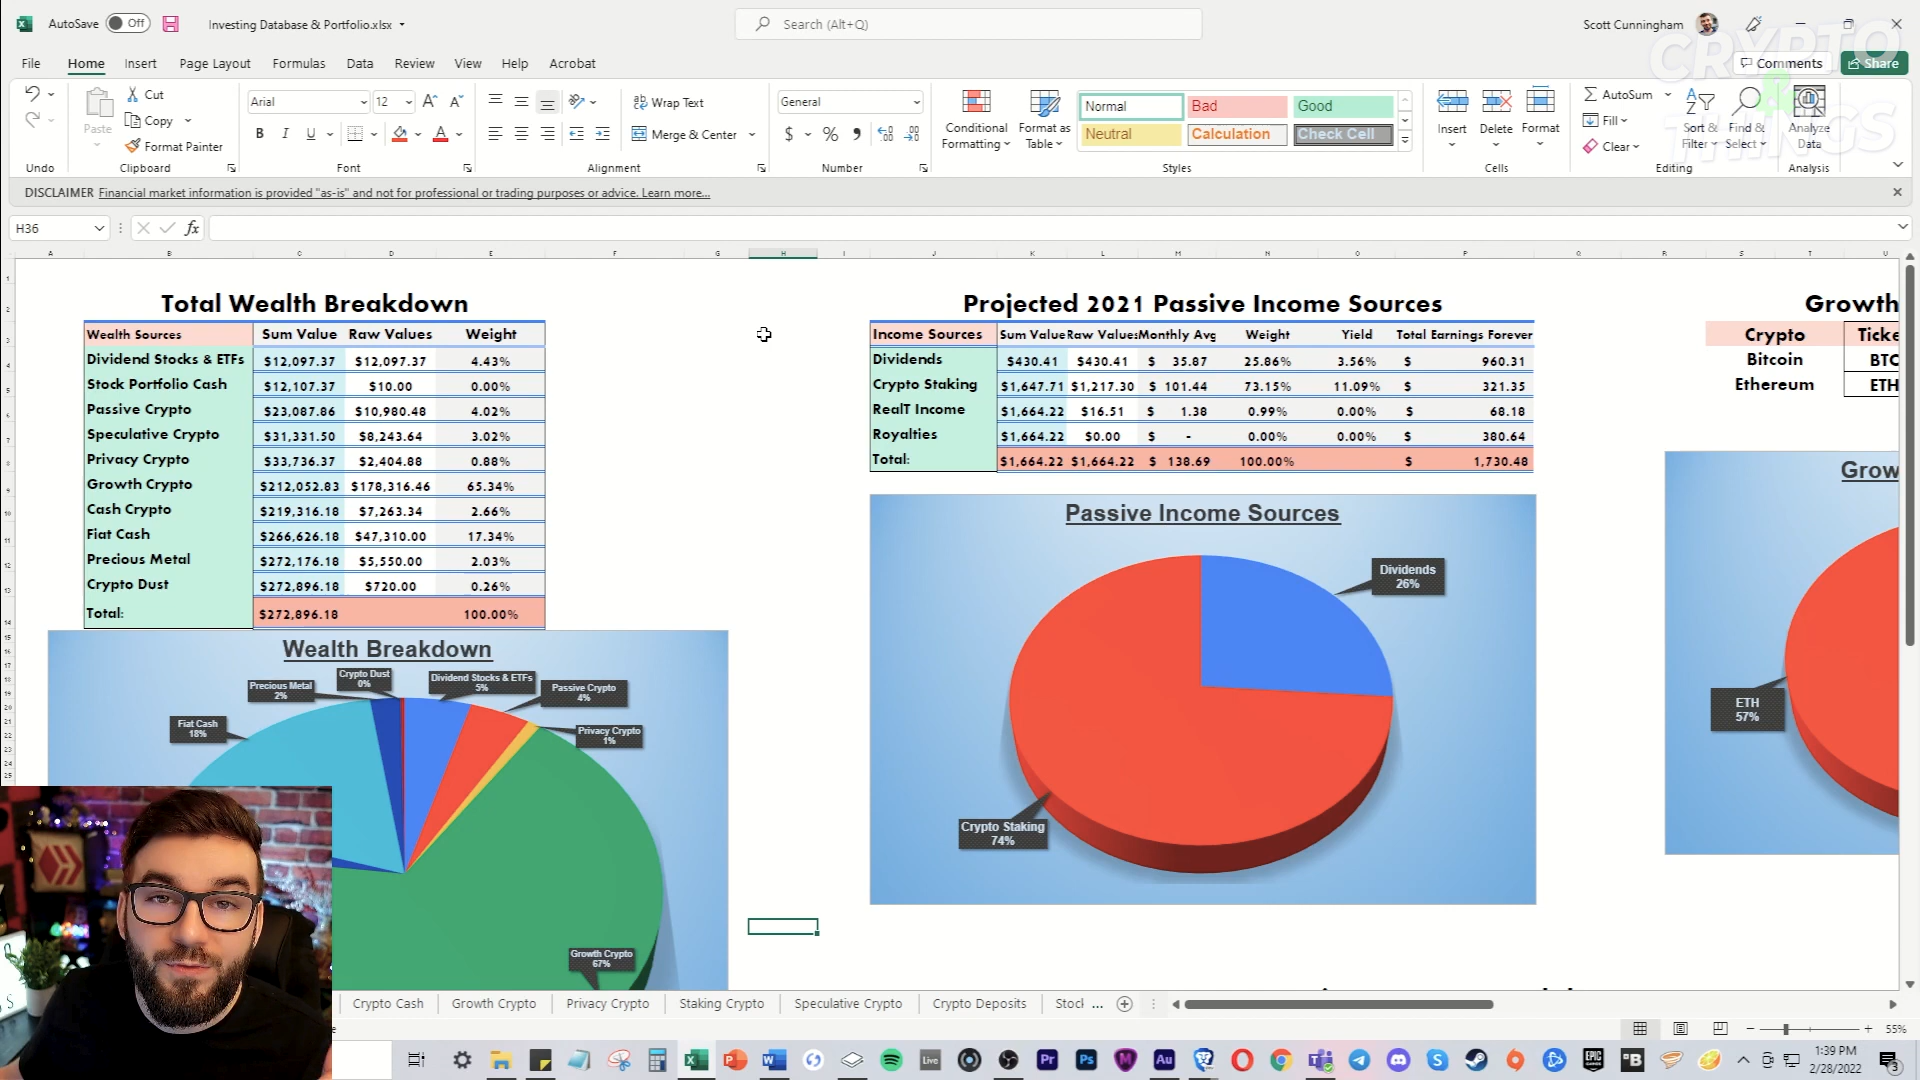 AutoSave Off Investing Database & Portfolio.xlsx Search (Alt+Q) Scott Cunningham
CRYPTO
& THINGS
File Home Insert Page Layout Formulas Data Review View Help Acrobat Comments Share
Paste Cut Copy Format Painter
Arial 12 Wrap Text General
B I U Merge & Center $ % 9
Conditional Formatting Format as Table
Normal Bad Good
Neutral Calculation Check Cell
Insert Delete Format
AutoSum Fill Clear Sort & Filter Find & Select Analyze Data
Undo Clipboard Font Alignment Number Styles Cells Editing Analysis
DISCLAIMER Financial market information is provided "as-is" and not for professional or trading purposes or advice. Learn more...
H36 fx
A B C D E F G H I J K L M N O P Q R S T U
Total Wealth Breakdown
Wealth Sources Sum Value Raw Values Weight
Dividend Stocks & ETFs $12,097.37 $12,097.37 4.43%
Stock Portfolio Cash $12,107.37 $10.00 0.00%
Passive Crypto $23,087.86 $10,980.48 4.02%
Speculative Crypto $31,331.50 $8,243.64 3.02%
Privacy Crypto $33,736.37 $2,404.88 0.88%
Growth Crypto $212,052.83 $178,316.46 65.34%
Cash Crypto $219,316.18 $7,263.34 2.66%
Fiat Cash $266,626.18 $47,310.00 17.34%
Precious Metal $272,176.18 $5,550.00 2.03%
Crypto Dust $272,896.18 $720.00 0.26%
Total: $272,896.18 100.00%
Projected 2021 Passive Income Sources
Income Sources Sum Value Raw Values Monthly Avg Weight Yield Total Earnings Forever
Dividends $430.41 $430.41 $ 35.87 25.86% 3.56% $ 960.31
Crypto Staking $1,647.71 $1,217.30 $ 101.44 73.15% 11.09% $ 321.35
RealT Income $1,664.22 $16.51 $ 1.38 0.99% 0.00% $ 68.18
Royalties $1,664.22 $0.00 $ - 0.00% 0.00% $ 380.64
Total: $1,664.22 $1,664.22 $ 138.69 100.00% $ 1,730.48
Growth
Crypto Ticke
Bitcoin BTC
Ethereum ETH
Wealth Breakdown
Crypto Dust
0%
Precious Metal
2%
Dividend Stocks & ETFs
5%
Passive Crypto
4%
Fiat Cash
18%
Privacy Crypto
1%
Growth Crypto
67%
Passive Income Sources
Dividends
26%
Crypto Staking
74%
Grow
ETH
57%
Crypto Cash Growth Crypto Privacy Crypto Staking Crypto Speculative Crypto Crypto Deposits Stock ...
55%
Live Pr Ps Au EPIC GAMES B
1:39 PM
2/28/2022
3